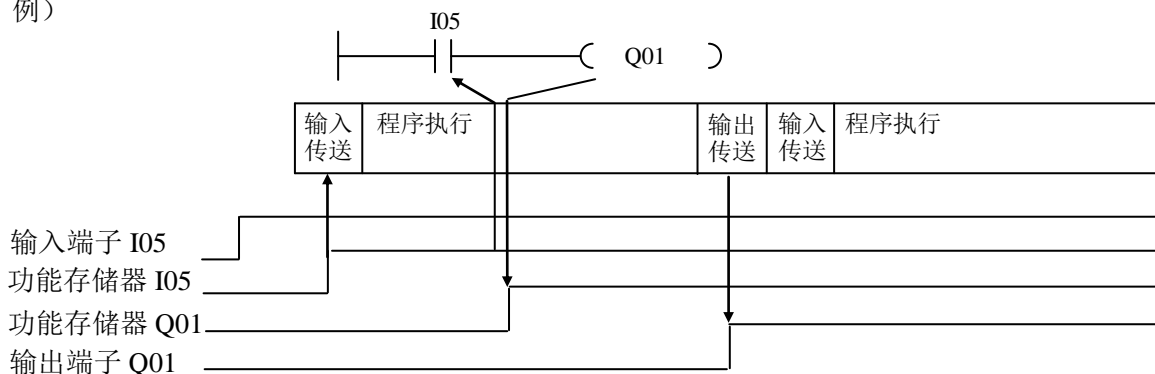 例）
I05
Q01
输入传送
程序执行
输出传送
输入传送
程序执行
输入端子 I05
功能存储器 I05
功能存储器 Q01
输出端子 Q01